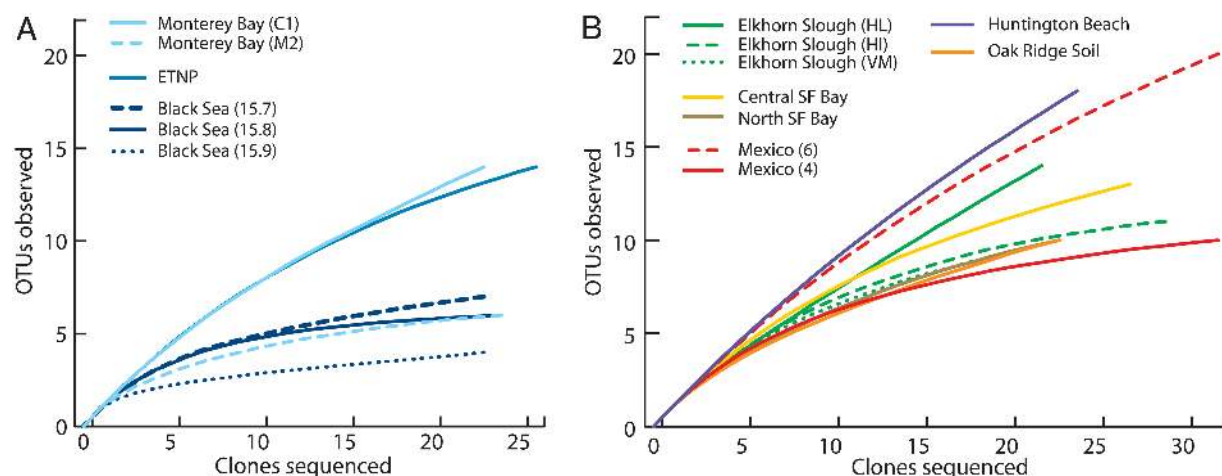 A
Monterey Bay (C1)
Monterey Bay (M2)
ETNP
Black Sea (15.7)
Black Sea (15.8)
Black Sea (15.9)
20
15
10
5
0
OTUs observed
0 5 10 15 20 25
Clones sequenced
B
Elkhorn Slough (HL)
Elkhorn Slough (HI)
Elkhorn Slough (VM)
Central SF Bay
North SF Bay
Mexico (6)
Mexico (4)
Huntington Beach
Oak Ridge Soil
20
15
10
5
0
OTUs observed
0 5 10 15 20 25 30
Clones sequenced